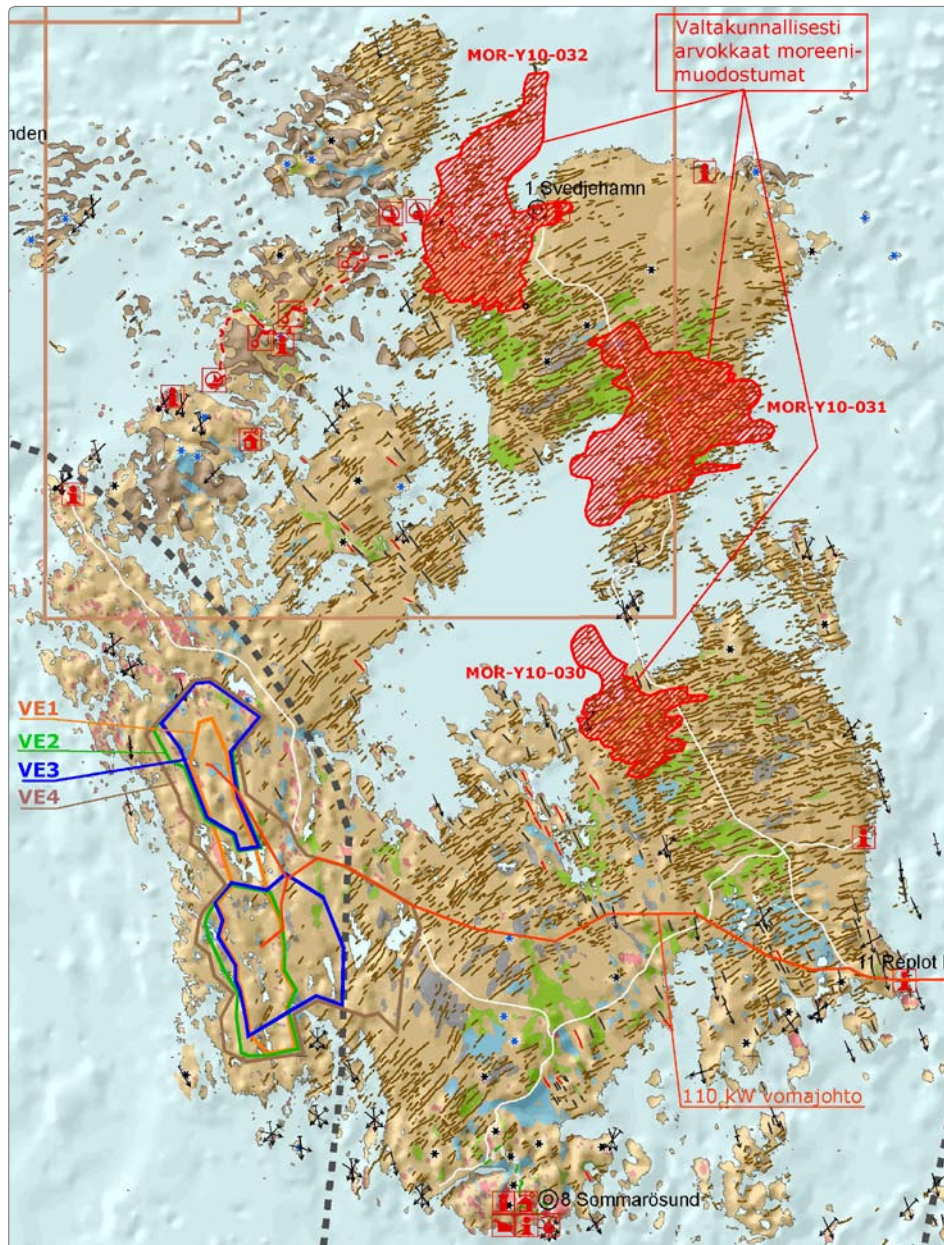 Valtakunnallisesti
arvokkaat moreeni-
muodostumat
MOR-Y10-032
nden
1 Svedjehamn
MOR-Y10-031
MOR-Y10-030
VE1
VE2
VE3
VE4
11 Replot
110 kW vomajohto
8 Sommarösund